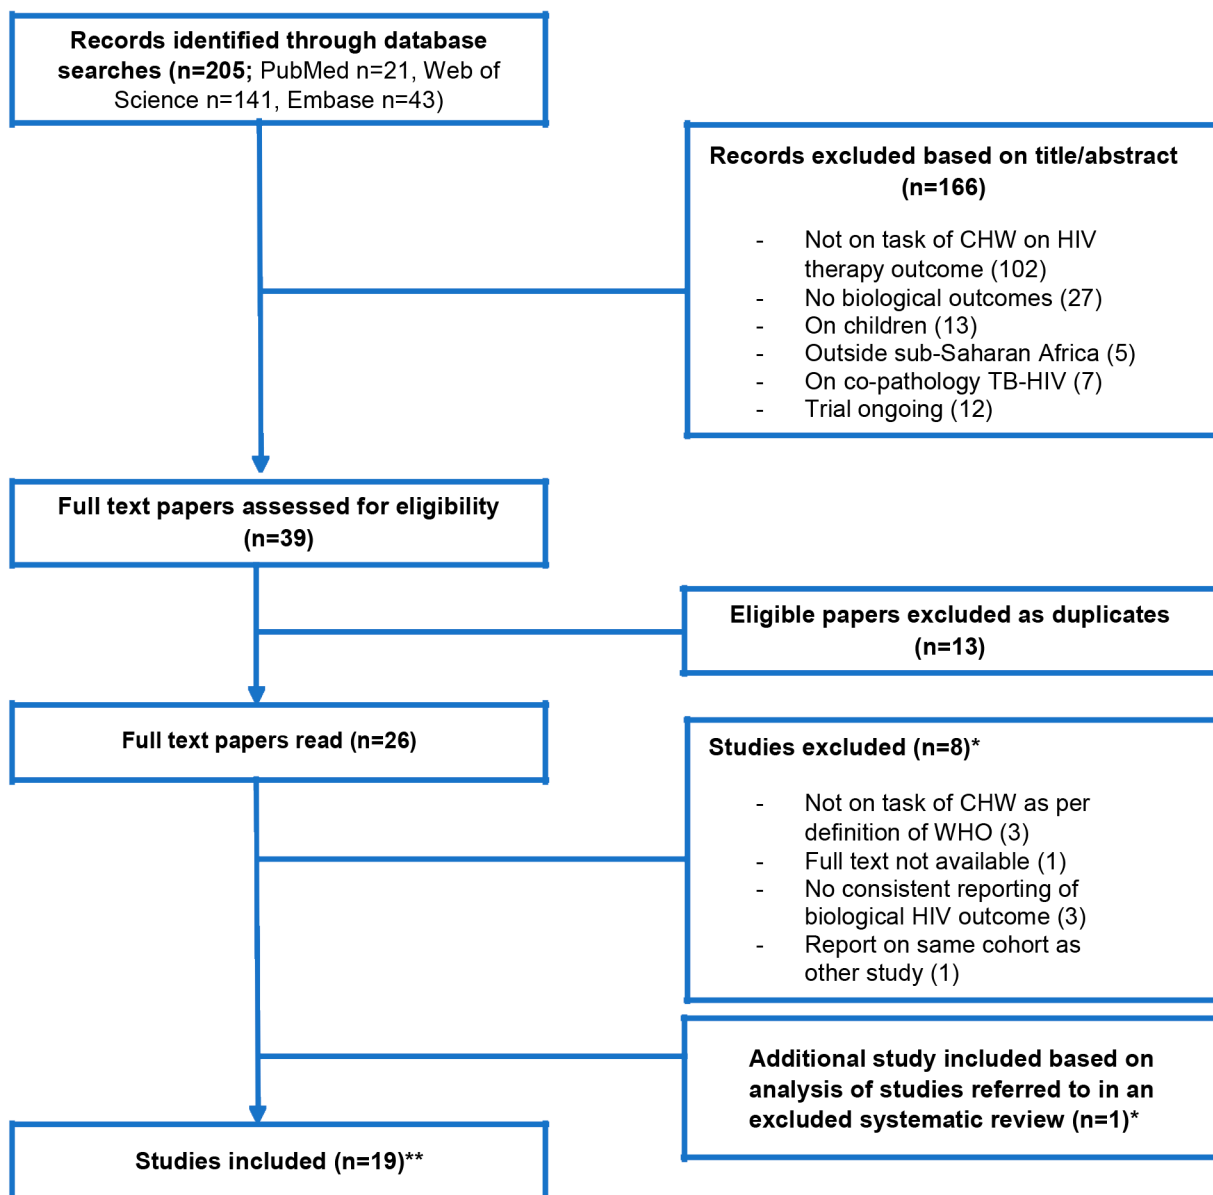 Records identified through database
searches (n=205; PubMed n=21, Web of
Science n=141, Embase n=43)
Records excluded based on title/abstract
(n=166)
- Not on task of CHW on HIV
therapy outcome (102)
- No biological outcomes (27)
- On children (13)
- Outside sub-Saharan Africa (5)
- On co-pathology TB-HIV (7)
- Trial ongoing (12)
Full text papers assessed for eligibility
(n=39)
Eligible papers excluded as duplicates
(n=13)
Full text papers read (n=26)
Studies excluded (n=8)*
- Not on task of CHW as per
definition of WHO (3)
- Full text not available (1)
- No consistent reporting of
biological HIV outcome (3)
- Report on same cohort as
other study (1)
Additional study included based on
analysis of studies referred to in an
excluded systematic review (n=1)*
Studies included (n=19)**